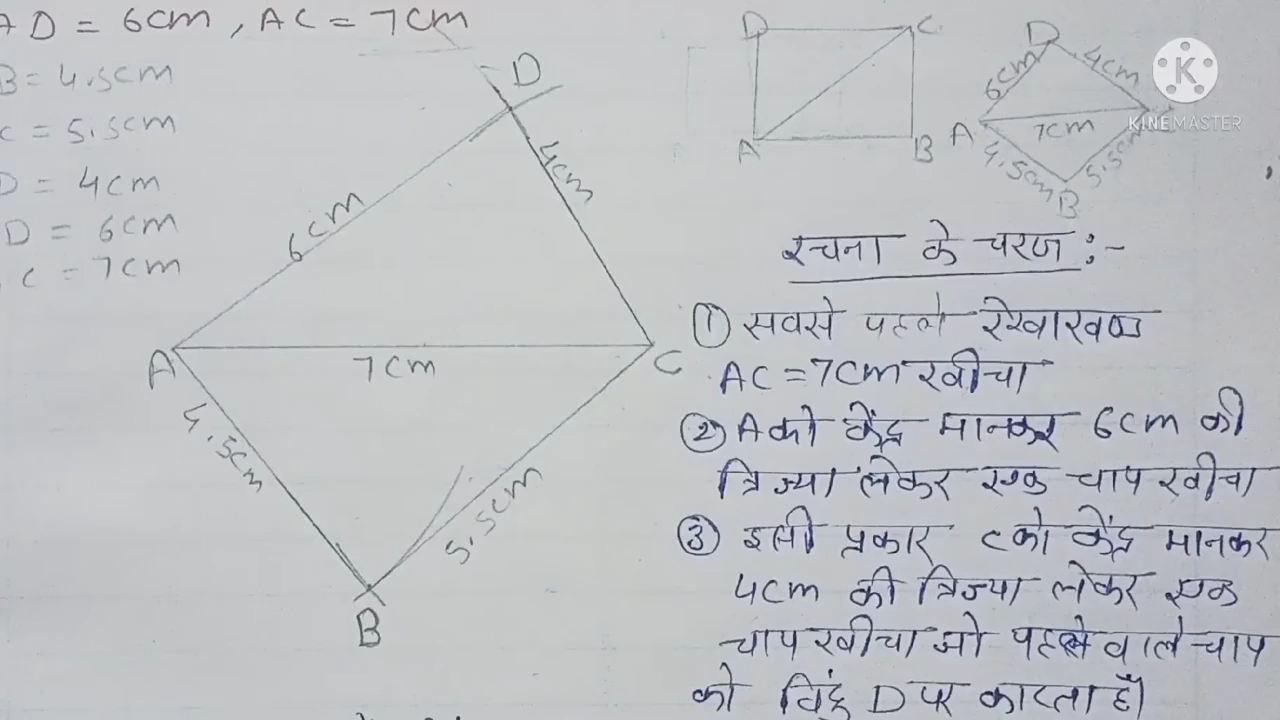 AD = 6cm, AC = 7cm
B = 4.5cm
C = 5.5cm
D = 4cm
D = 6cm
C = 7cm
D
C
A
B
D
6cm
4cm
A
7cm
4.5cm
5.5cm
B
KINEMASTER
D
4cm
6cm
A
7cm
C
4.5cm
5.5cm
B
रचना के चरण :-
① सबसे पहले रेखाखण्ड
AC = 7cm खीचा
② A को केंद्र मानकर 6cm की
त्रिज्या लेकर एक चाप खीचा
③ इसी प्रकार C को केंद्र मानकर
4cm की त्रिज्या लेकर एक
चाप खीचा जो पहले वाले चाप
को बिंदु D पर काटता है।